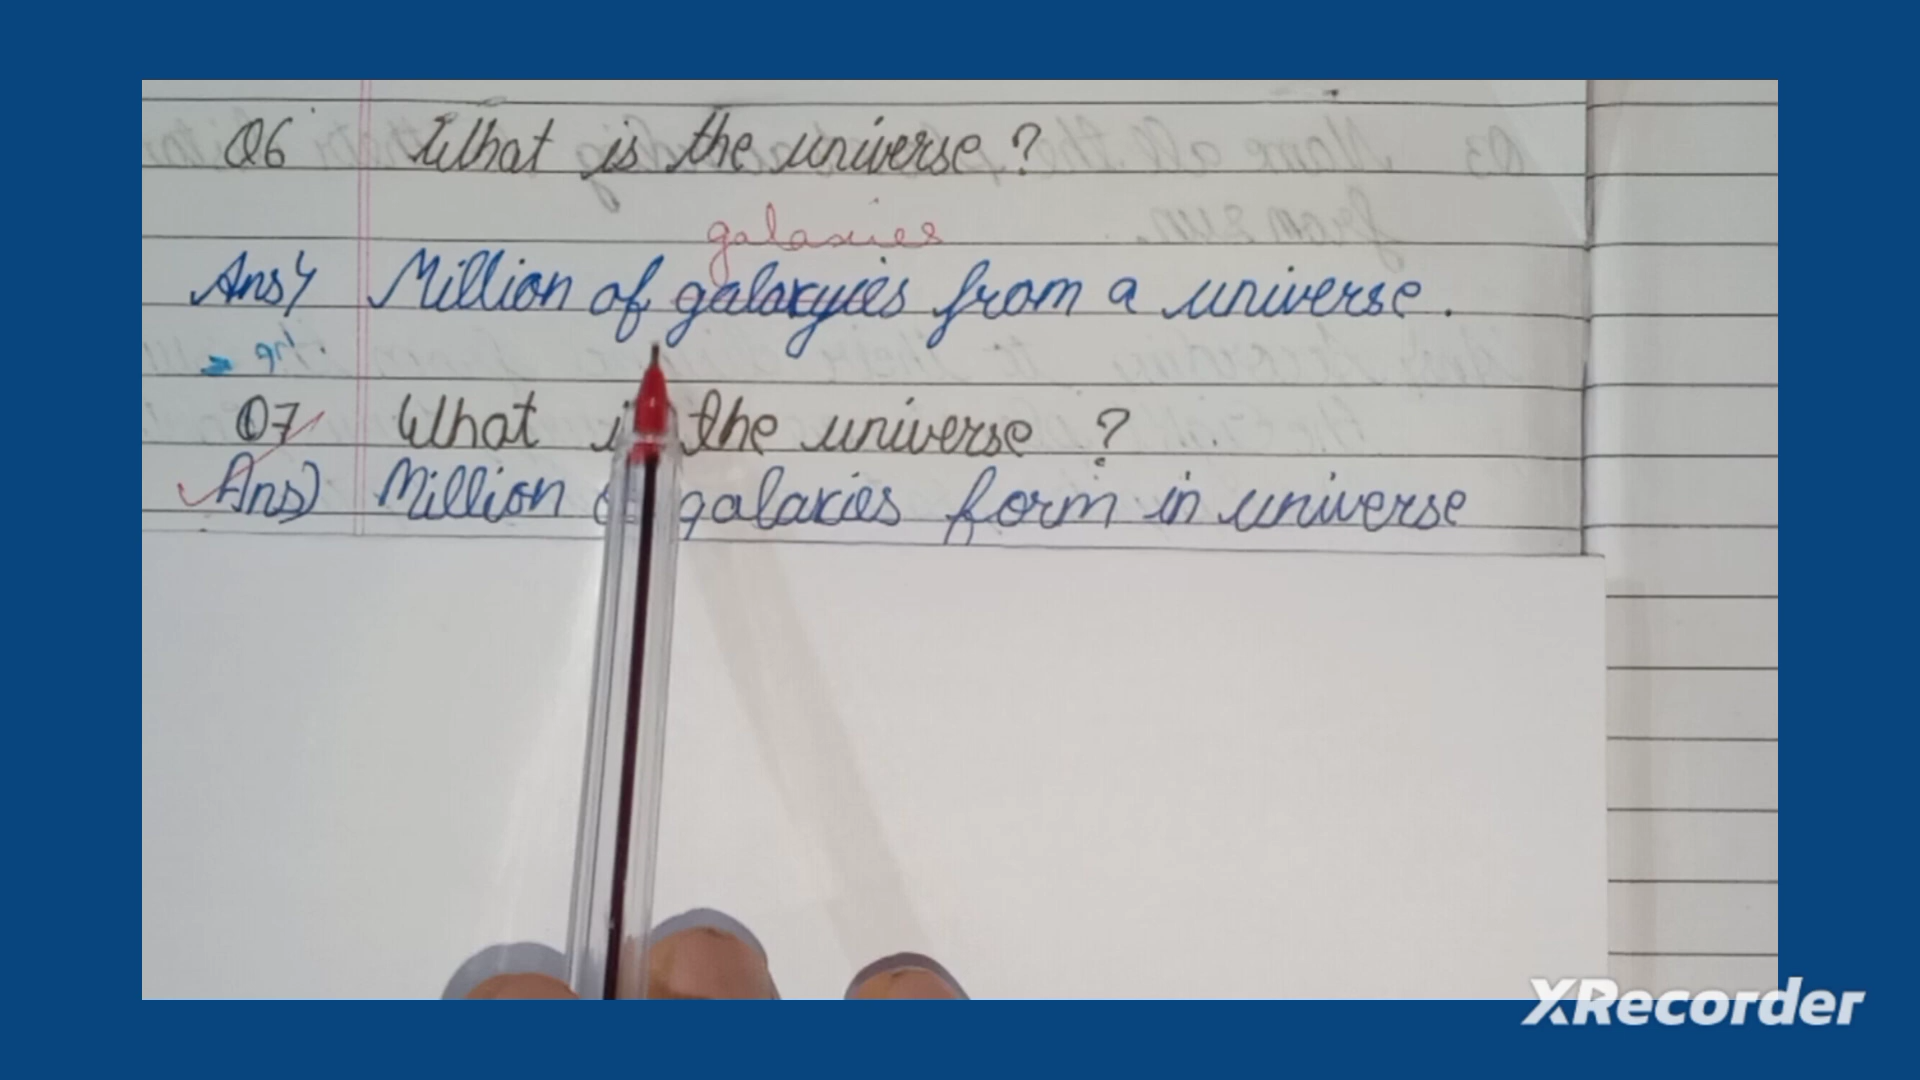 Q6 What is the universe ?
galaxies
Ans) Million of galaxyies from a universe .
Q7 What is the universe ?
Ans) Million galaxies form in universe
XRecorder